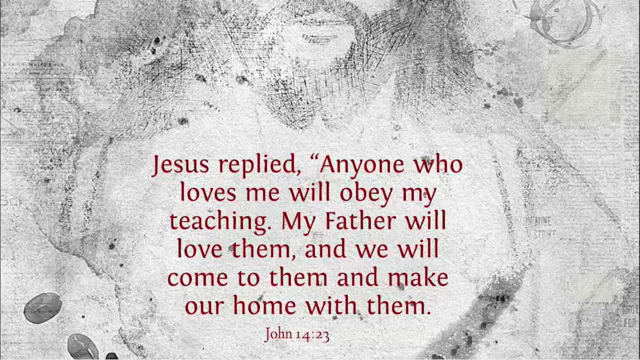 Jesus replied, “Anyone who
loves me will obey my
teaching. My Father will
love them, and we will
come to them and make
our home with them.
John 14:23